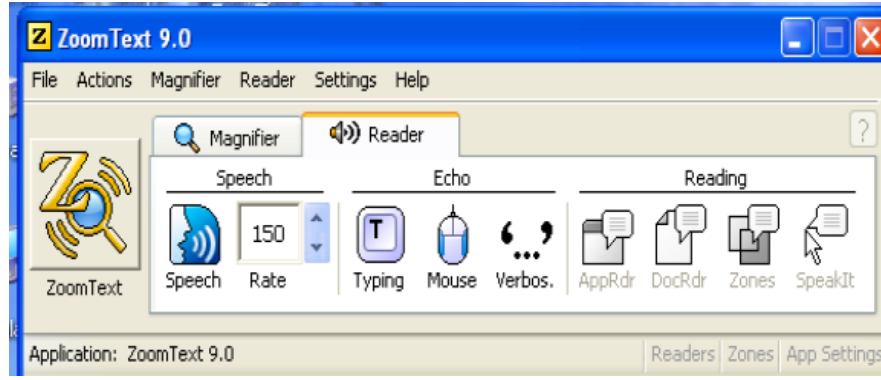 ZoomText 9.0
File Actions Magnifier Reader Settings Help
Magnifier Reader
Speech Echo Reading
150
T
Speech Rate Typing Mouse Verbos. AppRdr DocRdr Zones SpeakIt
ZoomText
Application: ZoomText 9.0 Readers Zones App Settings